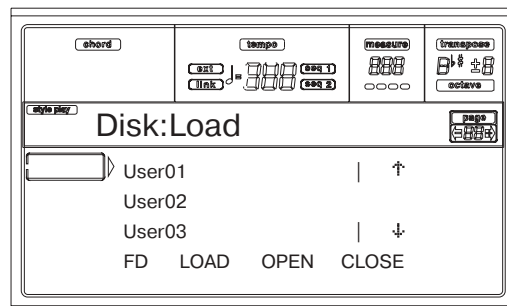 chord tempo measure transpose
ext seq 1
link seq 2
octave
style play page
Disk:Load
User01
User02
User03
FD LOAD OPEN CLOSE